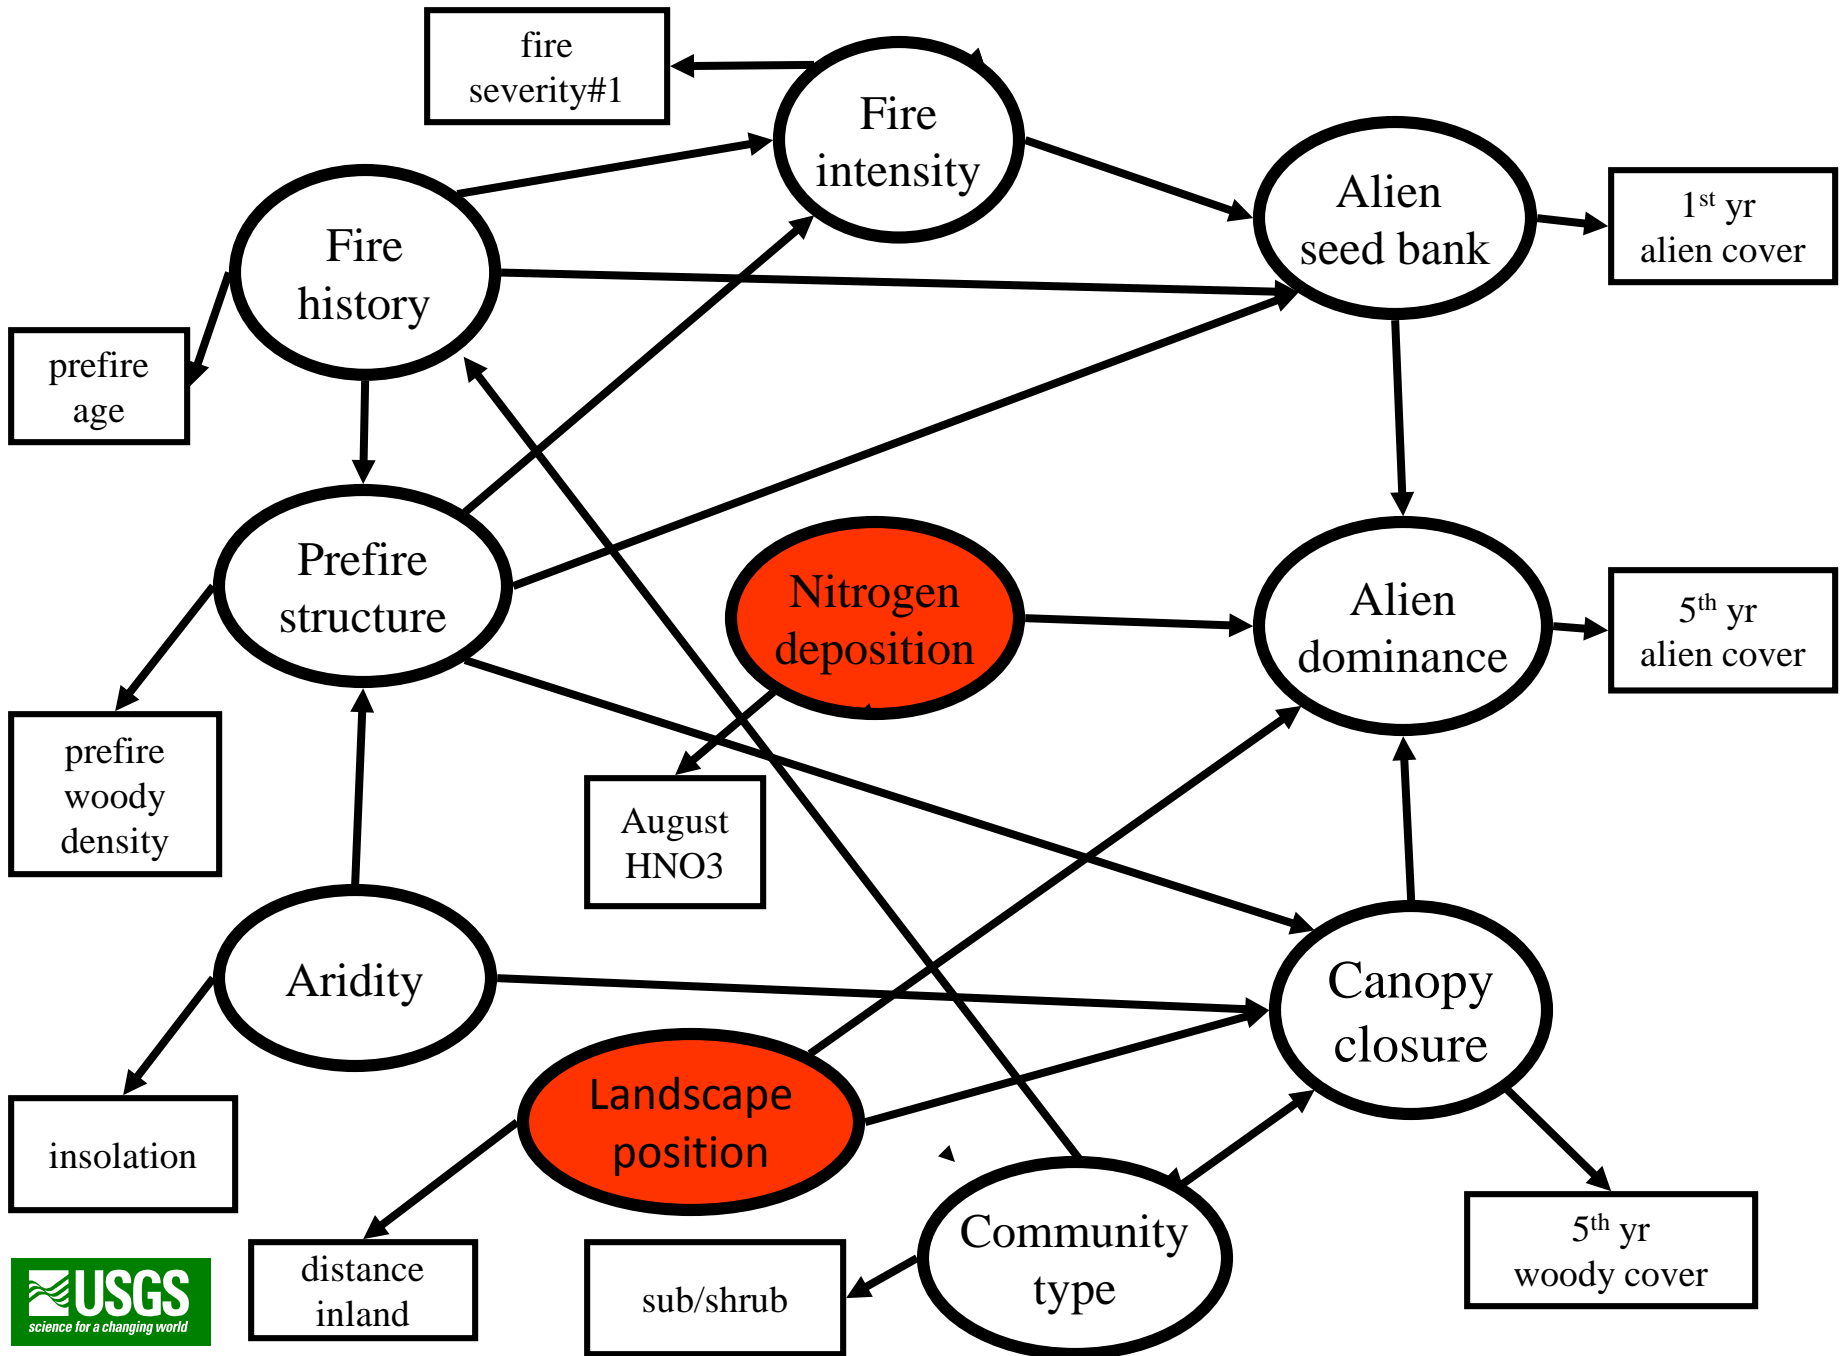 fire
severity#1
Fire
intensity
Alien
seed bank
1st yr
alien cover
Fire
history
prefire
age
Prefire
structure
Nitrogen
deposition
Alien
dominance
5th yr
alien cover
prefire
woody
density
August
HNO3
Aridity
Canopy
closure
Landscape
position
insolation
Community
type
5th yr
woody cover
distance
inland
sub/shrub
USGS
science for a changing world